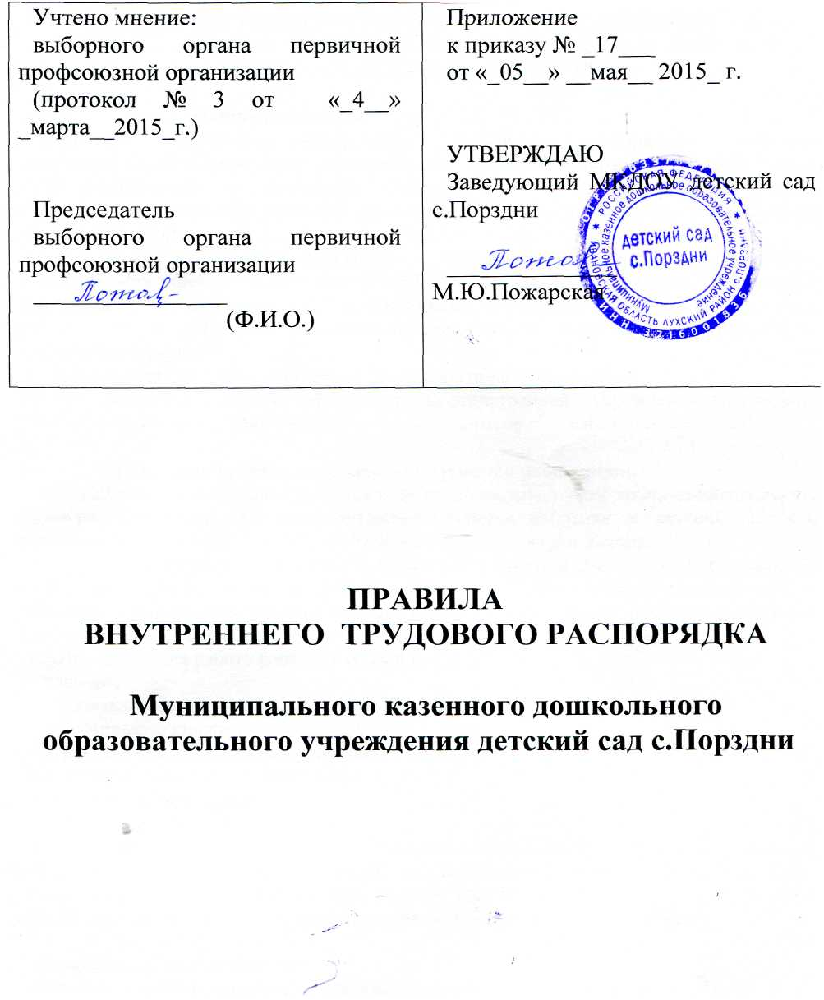 Учтено мнение:
выборного органа первичной
профсоюзной организации
(протокол № 3 от «_4__»
_марта__2015_г.)
Председатель
выборного органа первичной
профсоюзной организации
(Ф.И.О.)
Приложение
к приказу № _17___
от «_05__» __мая__ 2015_ г.
УТВЕРЖДАЮ
Заведующий МКДОУ детский сад
с.Порздни
М.Ю.Пожарская
РОССИЙСКАЯ ФЕДЕРАЦИЯ
ИВАНОВСКАЯ ОБЛАСТЬ ЛУХСКИЙ РАЙОН с.ПОРЗДНИ
Муниципальное казенное дошкольное образовательное учреждение
детский сад
с.Порздни
ИНН 3716001836
ПРАВИЛА
ВНУТРЕННЕГО ТРУДОВОГО РАСПОРЯДКА
Муниципального казенного дошкольного
образовательного учреждения детский сад с.Порздни